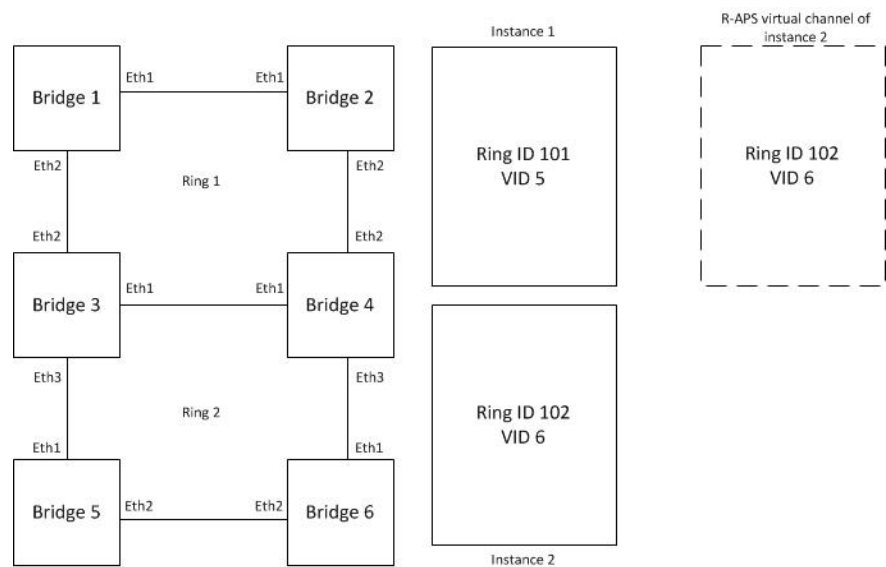 R-APS virtual channel of
instance 2
Instance 1
Bridge 1
Eth1
Eth1
Bridge 2
Eth2
Eth2
Ring 1
Ring ID 101
VID 5
Ring ID 102
VID 6
Eth2
Eth2
Bridge 3
Eth1
Eth1
Bridge 4
Eth3
Eth3
Ring 2
Ring ID 102
VID 6
Eth1
Eth1
Bridge 5
Eth2
Eth2
Bridge 6
Instance 2